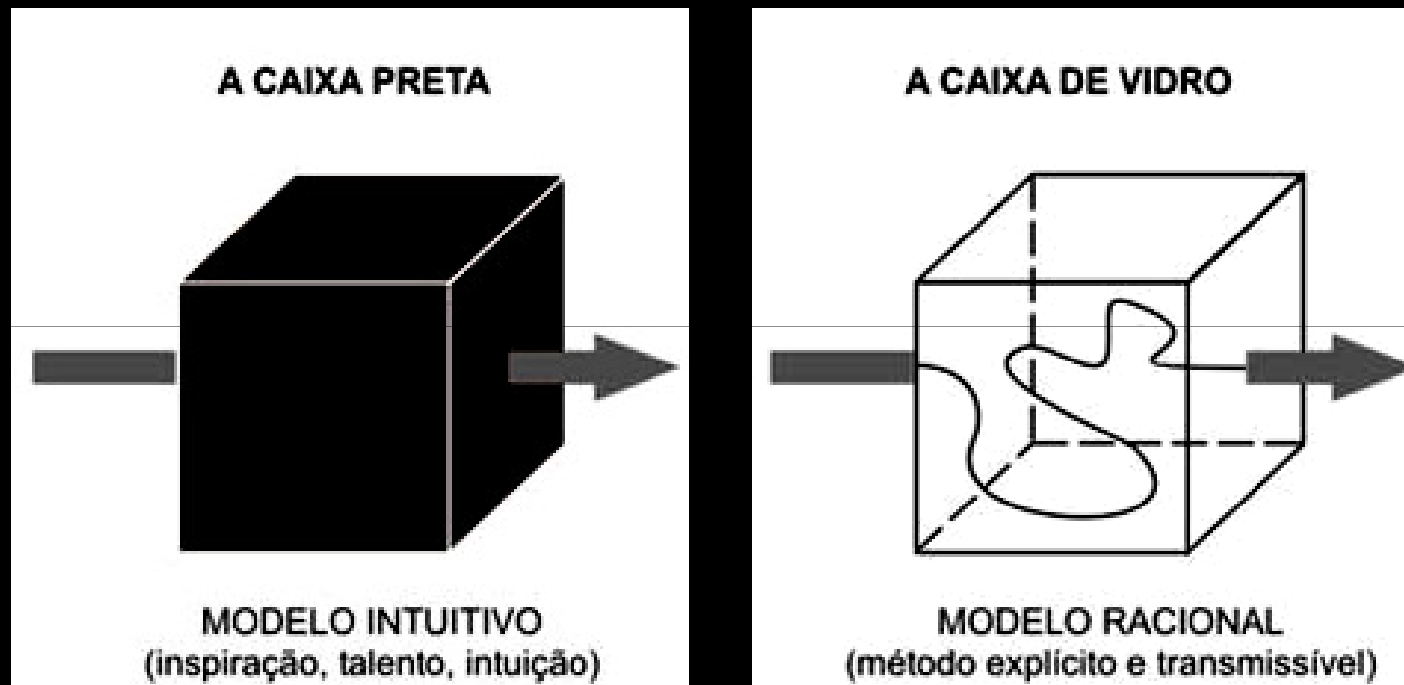 A CAIXA PRETA
MODELO INTUITIVO
(inspiração, talento, intuição)
A CAIXA DE VIDRO
MODELO RACIONAL
(método explícito e transmissível)